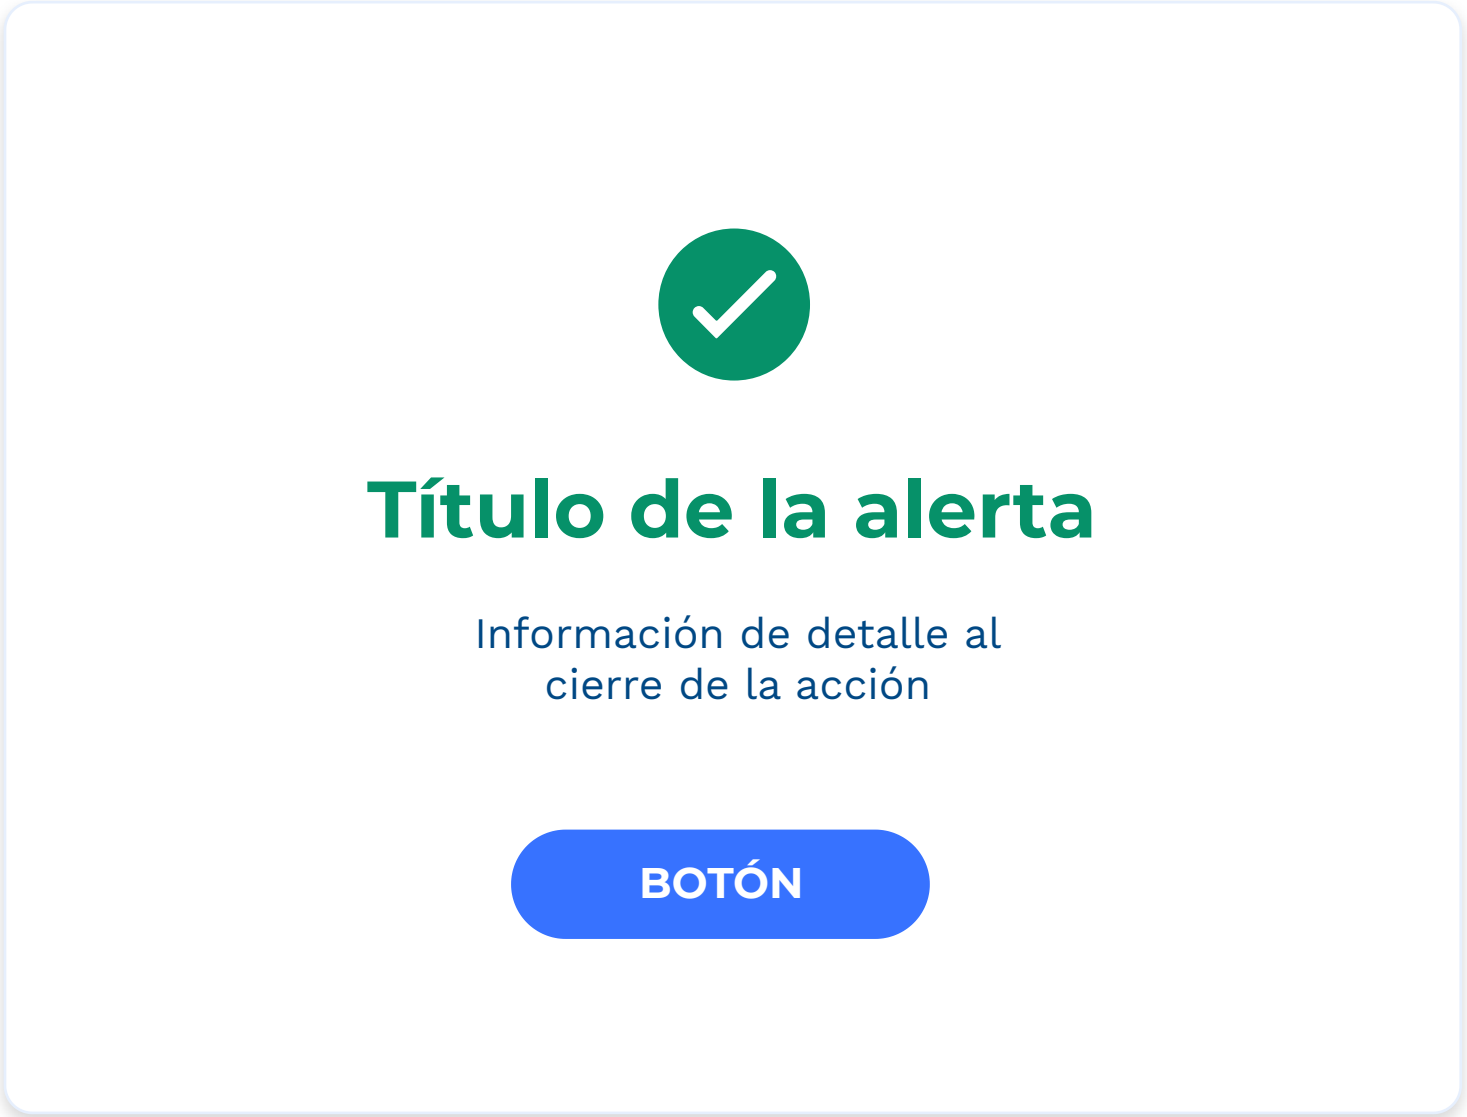 Título de la alerta
Información de detalle al
cierre de la acción
BOTÓN